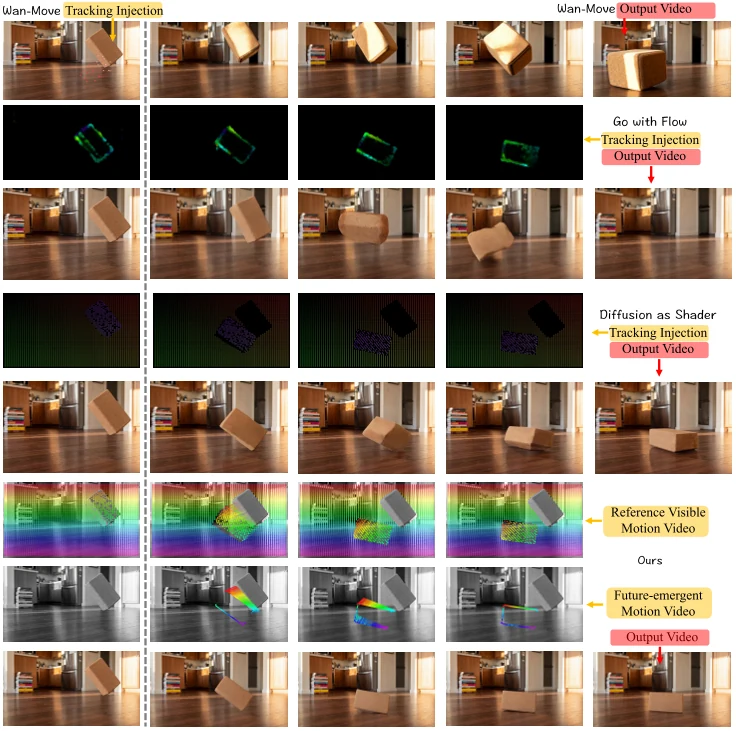 Wan-Move Tracking Injection
Wan-Move Output Video
Go with Flow
Tracking Injection
Output Video
Diffusion as Shader
Tracking Injection
Output Video
Reference Visible
Motion Video
Ours
Future-emergent
Motion Video
Output Video